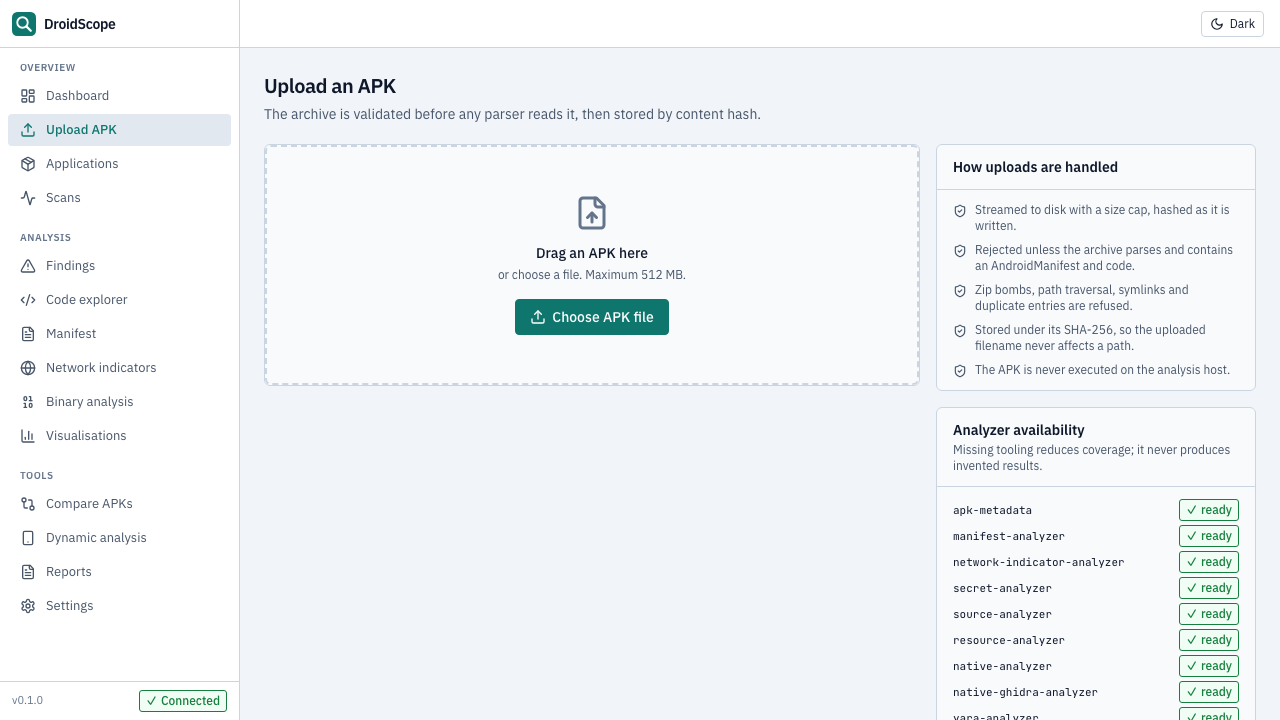 DroidScope
Dark
OVERVIEW
Dashboard
Upload APK
Applications
Scans
ANALYSIS
Findings
Code explorer
Manifest
Network indicators
Binary analysis
Visualisations
TOOLS
Compare APKs
Dynamic analysis
Reports
Settings
v0.1.0
Connected
Upload an APK
The archive is validated before any parser reads it, then stored by content hash.
Drag an APK here
or choose a file. Maximum 512 MB.
Choose APK file
How uploads are handled
Streamed to disk with a size cap, hashed as it is
written.
Rejected unless the archive parses and contains
an AndroidManifest and code.
Zip bombs, path traversal, symlinks and
duplicate entries are refused.
Stored under its SHA-256, so the uploaded
filename never affects a path.
The APK is never executed on the analysis host.
Analyzer availability
Missing tooling reduces coverage; it never produces
invented results.
apk-metadata ready
manifest-analyzer ready
network-indicator-analyzer ready
secret-analyzer ready
source-analyzer ready
resource-analyzer ready
native-analyzer ready
native-ghidra-analyzer ready
yara-analyzer ready